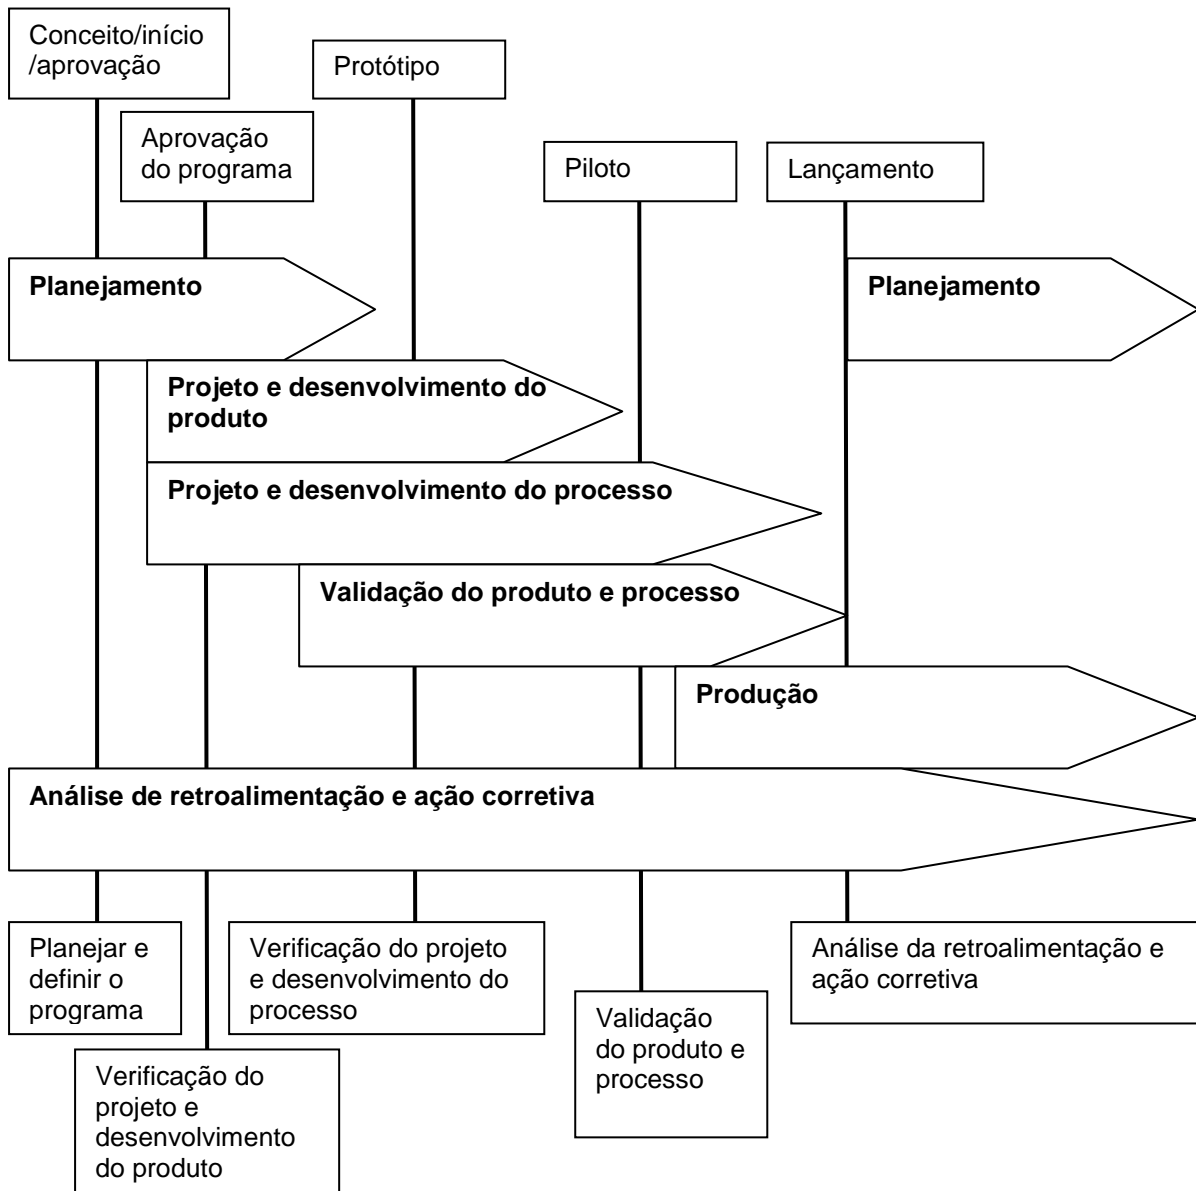 Conceito/início
/aprovação
Protótipo
Aprovação
do programa
Piloto
Lançamento
Planejamento
Planejamento
Projeto e desenvolvimento do
produto
Projeto e desenvolvimento do processo
Validação do produto e processo
Produção
Análise de retroalimentação e ação corretiva
Planejar e
definir o
programa
Verificação do projeto
e desenvolvimento do
processo
Análise da retroalimentação e
ação corretiva
Validação
do produto e
processo
Verificação do
projeto e
desenvolvimento
do produto